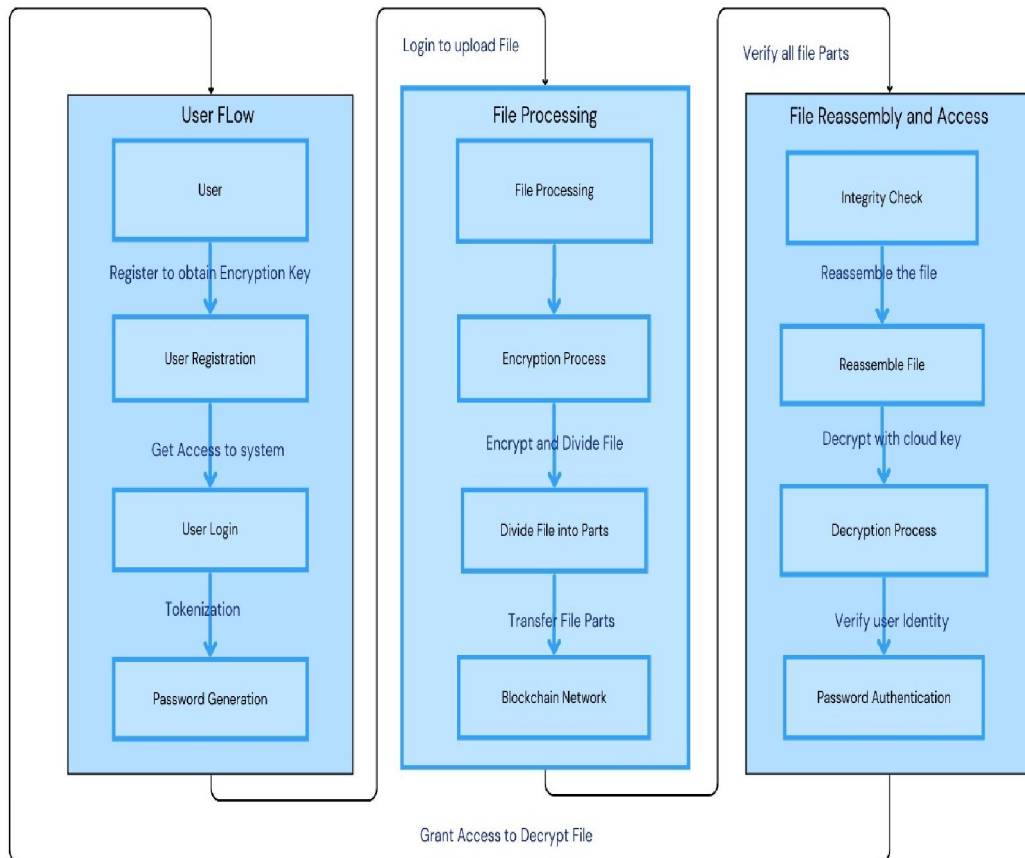 Login to upload File
Verify all file Parts
User FLow
User
Register to obtain Encryption Key
User Registration
Get Access to system
User Login
Tokenization
Password Generation
File Processing
File Processing
Encryption Process
Encrypt and Divide File
Divide File into Parts
Transfer File Parts
Blockchain Network
File Reassembly and Access
Integrity Check
Reassemble the file
Reassemble File
Decrypt with cloud key
Decryption Process
Verify user Identity
Password Authentication
Grant Access to Decrypt File